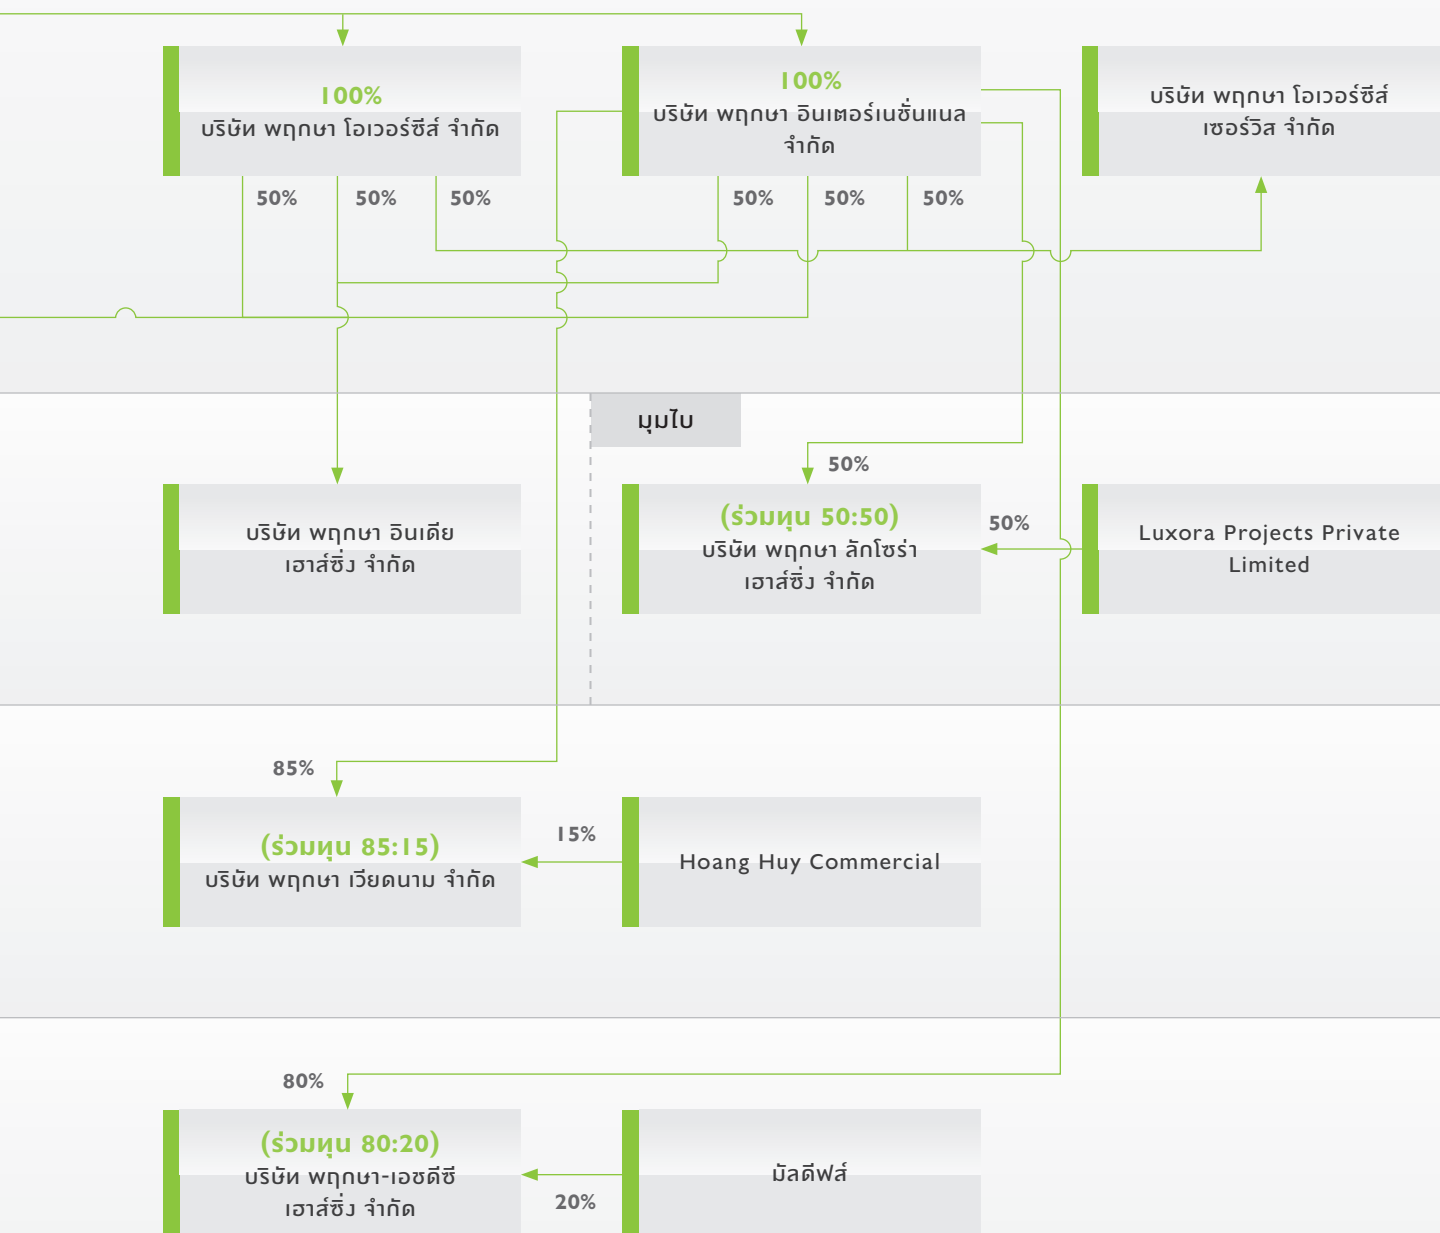 100%
บริษัท พฤกษา โอเวอร์ซีส์ จำกัด
100%
บริษัท พฤกษา อินเตอร์เนชั่นแนล
จำกัด
บริษัท พฤกษา โอเวอร์ซีส์
เซอร์วิส จำกัด
50%
50%
50%
50%
50%
50%
มุมไบ
50%
บริษัท พฤกษา อินเดีย
เฮาส์ซิ่ง จำกัด
(ร่วมทุน 50:50)
บริษัท พฤกษา ลักโซร่า
เฮาส์ซิ่ง จำกัด
50%
Luxora Projects Private
Limited
85%
(ร่วมทุน 85:15)
บริษัท พฤกษา เวียดนาม จำกัด
15%
Hoang Huy Commercial
80%
(ร่วมทุน 80:20)
บริษัท พฤกษา-เอชดีซี
เฮาส์ซิ่ง จำกัด
20%
มัลดีฟส์